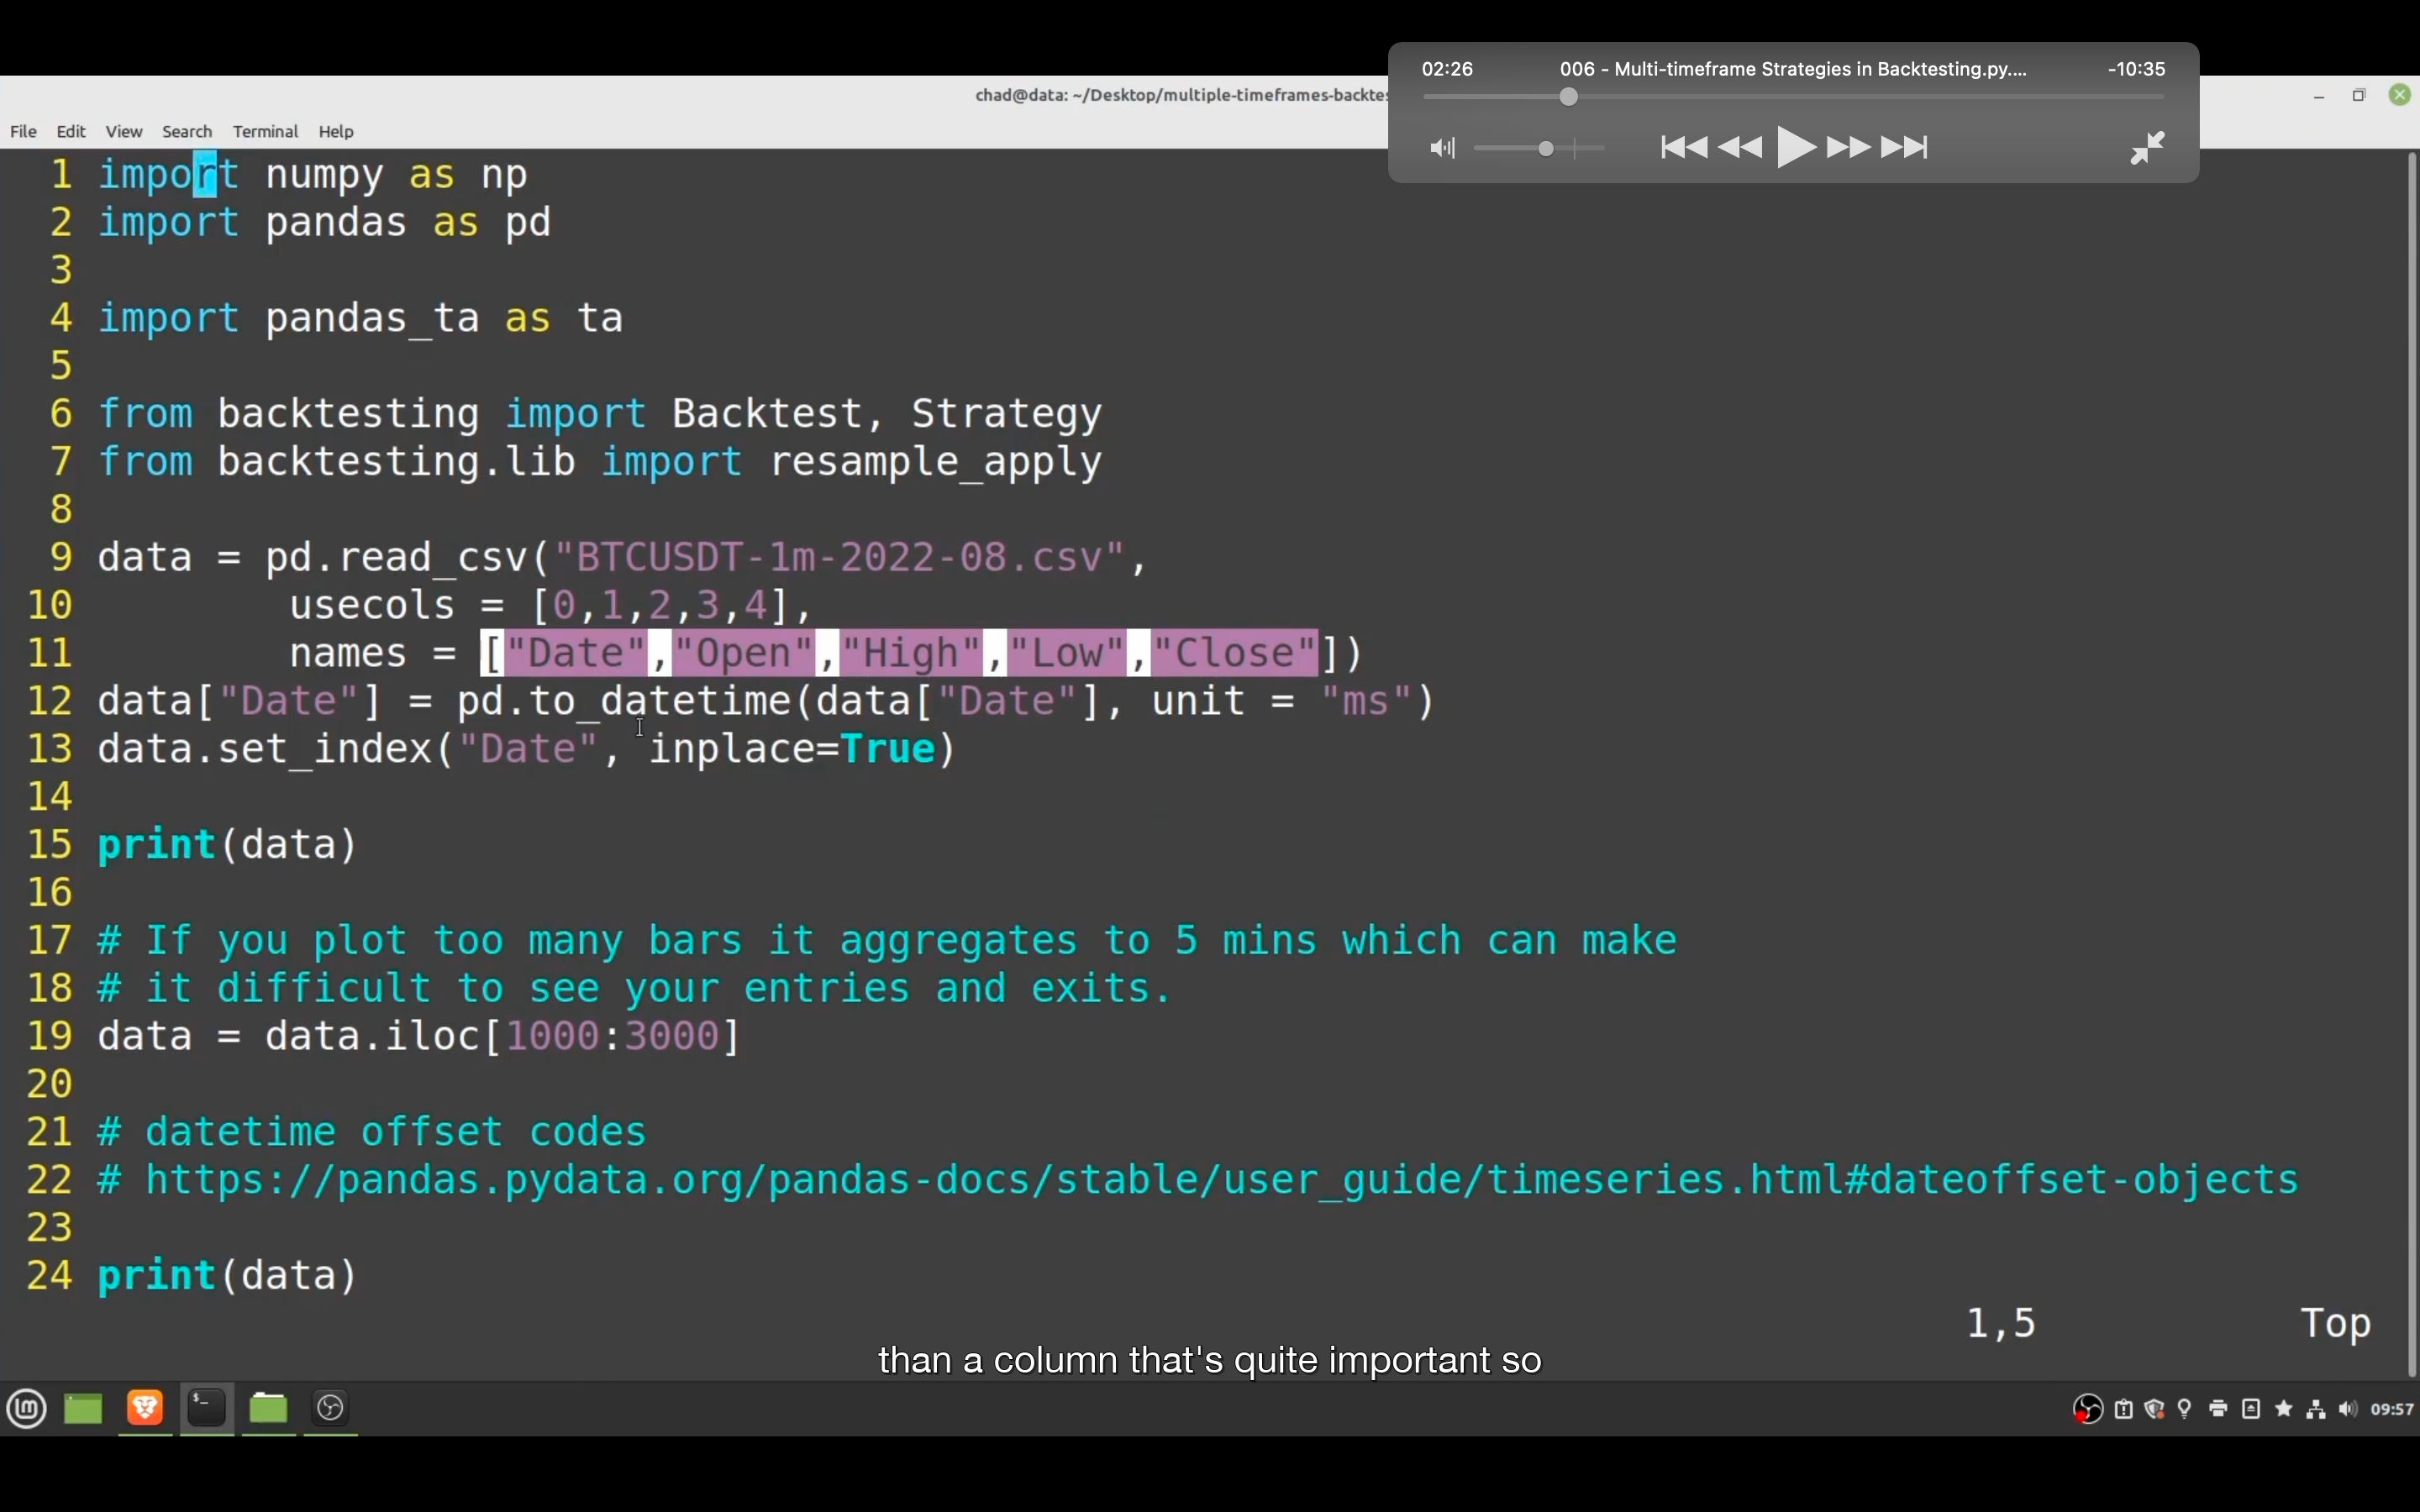 02:26 006 - Multi-timeframe Strategies in Backtesting.py.... -10:35
chad@data: ~/Desktop/multiple-timeframes-backtes
File Edit View Search Terminal Help
1 import numpy as np
2 import pandas as pd
3
4 import pandas_ta as ta
5
6 from backtesting import Backtest, Strategy
7 from backtesting.lib import resample_apply
8
9 data = pd.read_csv("BTCUSDT-1m-2022-08.csv",
10         usecols = [0,1,2,3,4],
11         names = ["Date","Open","High","Low","Close"])
12 data["Date"] = pd.to_datetime(data["Date"], unit = "ms")
13 data.set_index("Date", inplace=True)
14
15 print(data)
16
17 # If you plot too many bars it aggregates to 5 mins which can make
18 # it difficult to see your entries and exits.
19 data = data.iloc[1000:3000]
20
21 # datetime offset codes
22 # https://pandas.pydata.org/pandas-docs/stable/user_guide/timeseries.html#dateoffset-objects
23
24 print(data)
1,5 Top
than a column that's quite important so
09:57